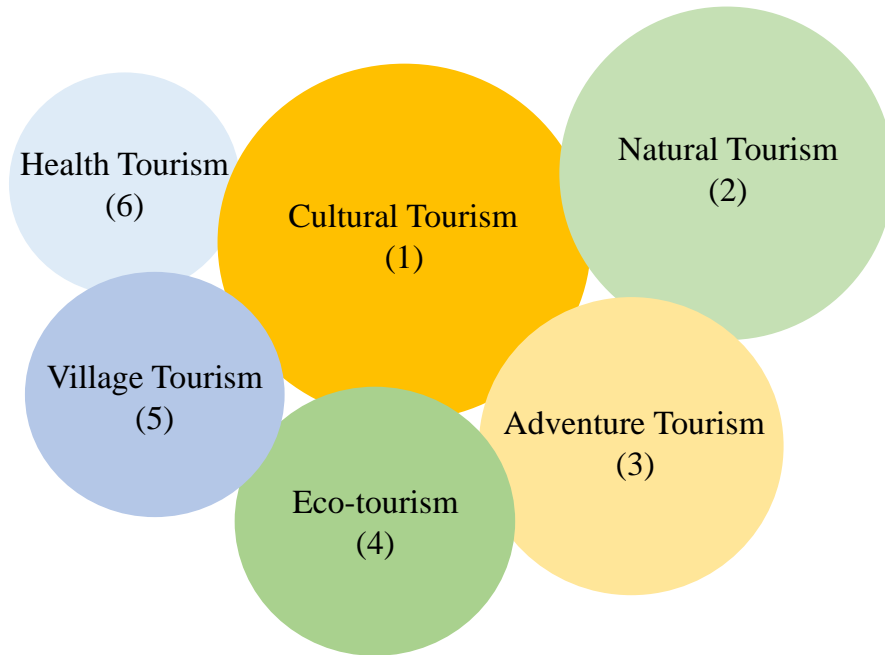 Health Tourism
(6)
Cultural Tourism
(1)
Natural Tourism
(2)
Village Tourism
(5)
Eco-tourism
(4)
Adventure Tourism
(3)